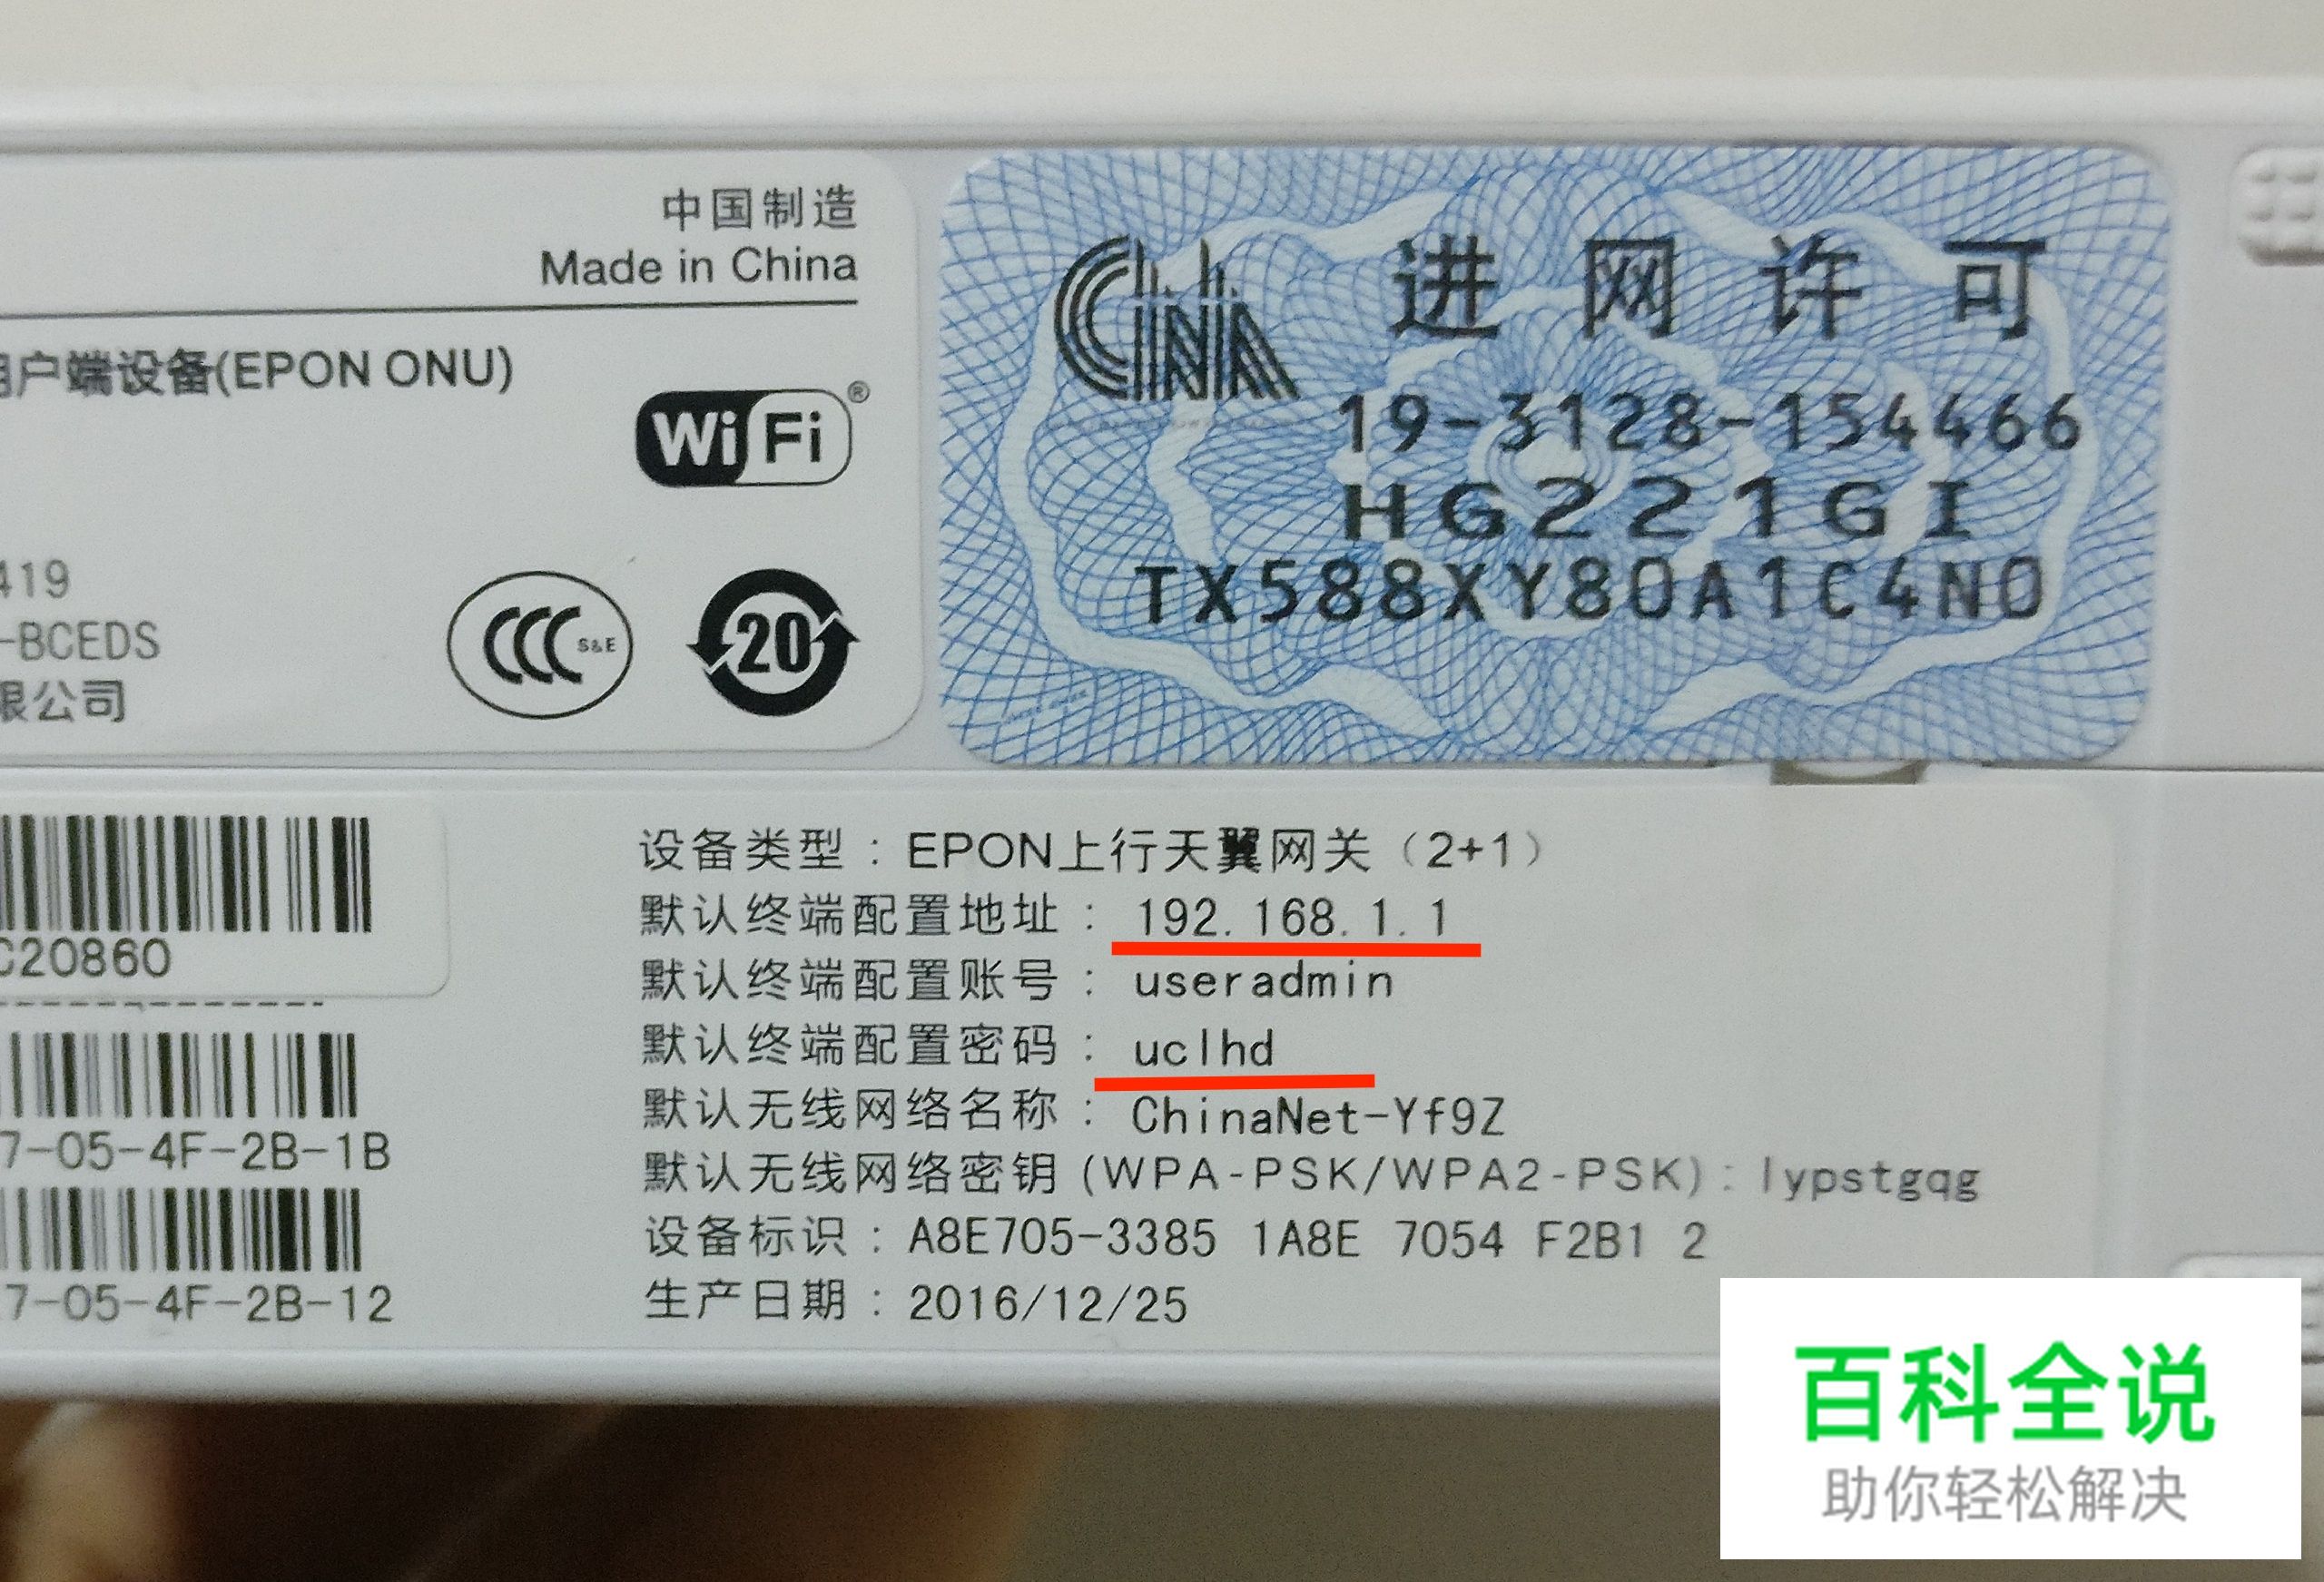 中国制造
Made in China
用户端设备(EPON ONU)
WiFi®
419
-BCEDS
限公司
CCC S&E
20
CNA 进网许可
19-3128-154466
HG221GI
TX588XY80A1C4N0
C20860
7-05-4F-2B-1B
7-05-4F-2B-12
设备类型：EPON上行天翼网关（2+1）
默认终端配置地址：192.168.1.1
默认终端配置账号：useradmin
默认终端配置密码：uclhd
默认无线网络名称：ChinaNet-Yf9Z
默认无线网络密钥(WPA-PSK/WPA2-PSK)：lypstgqg
设备标识：A8E705-3385 1A8E 7054 F2B1 2
生产日期：2016/12/25
百科全说
助你轻松解决